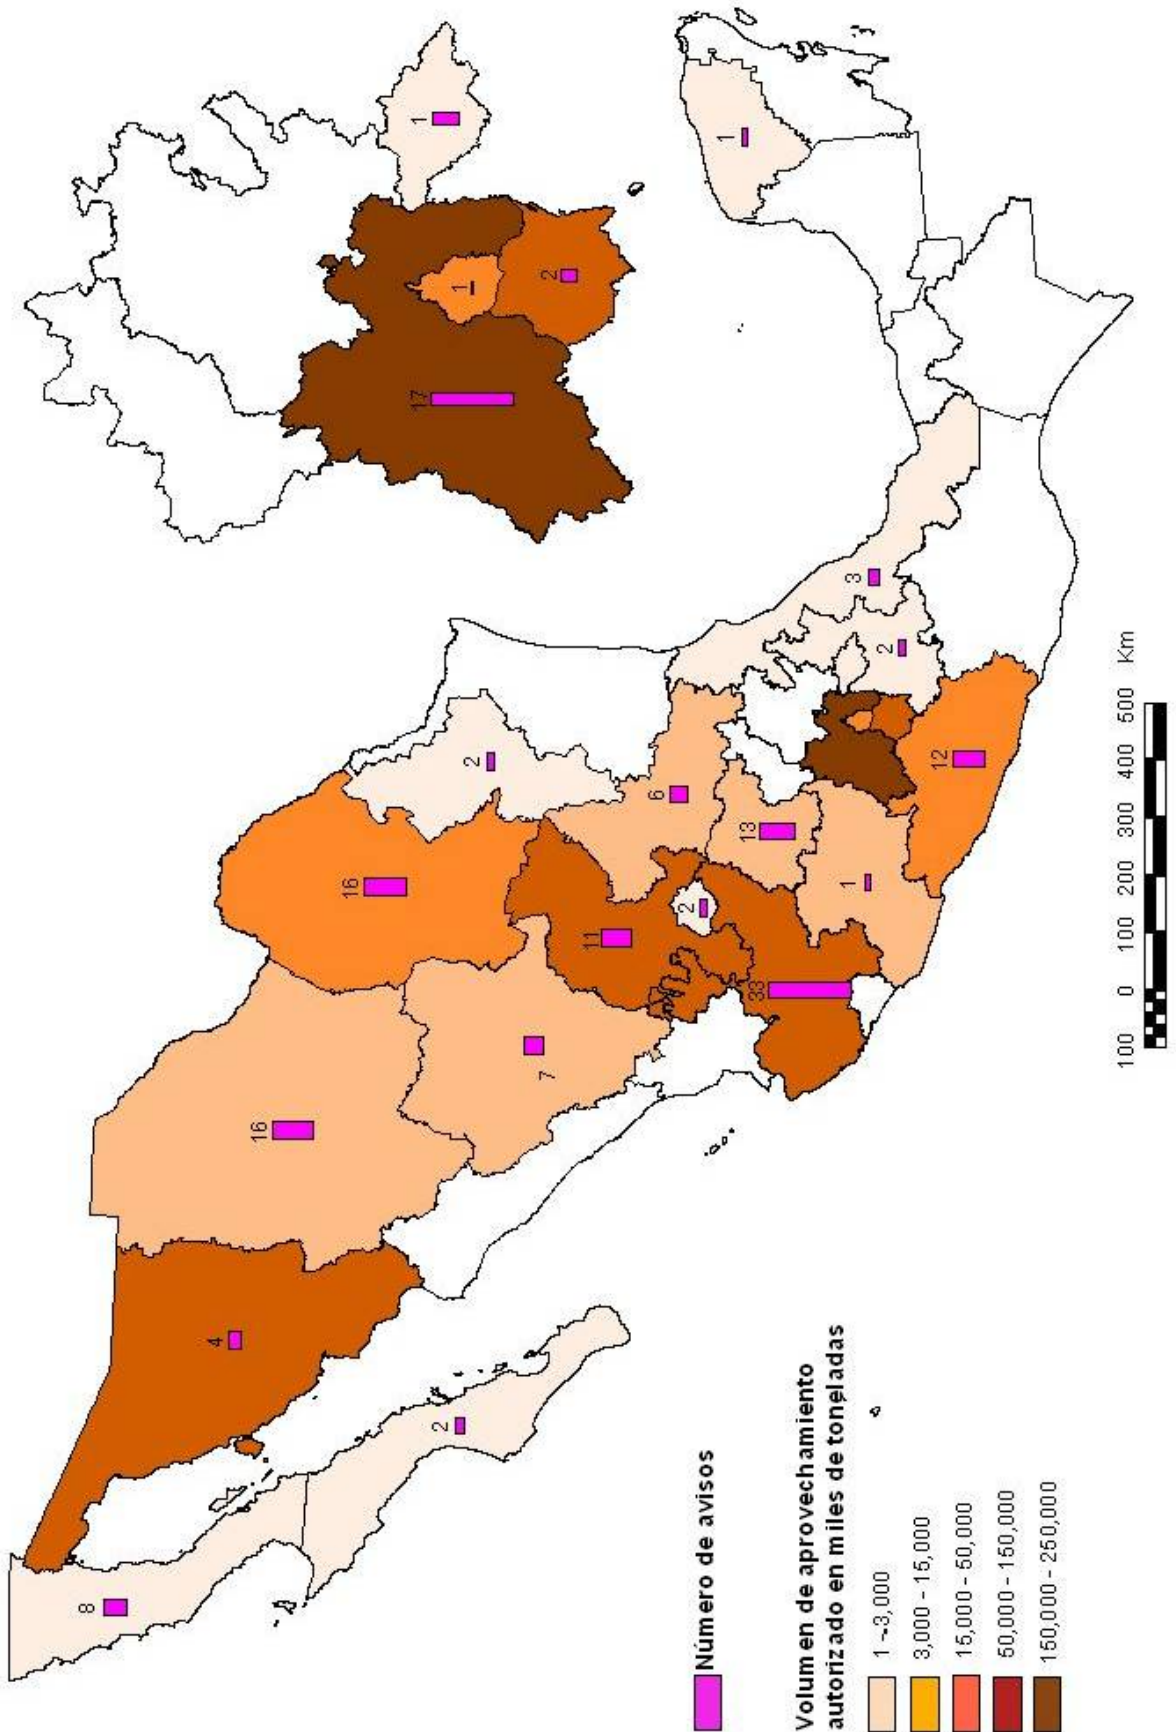 8
4
16
16
17
1
2
1
2
7
2
11
6
2
1
13
33
1
3
2
12
Número de avisos
Volumen de aprovechamiento
autorizado en miles de toneladas
1 - 3,000
3,000 - 15,000
15,000 - 50,000
50,000 - 150,000
150,000 - 250,000
100 0 100 200 300 400 500 Km